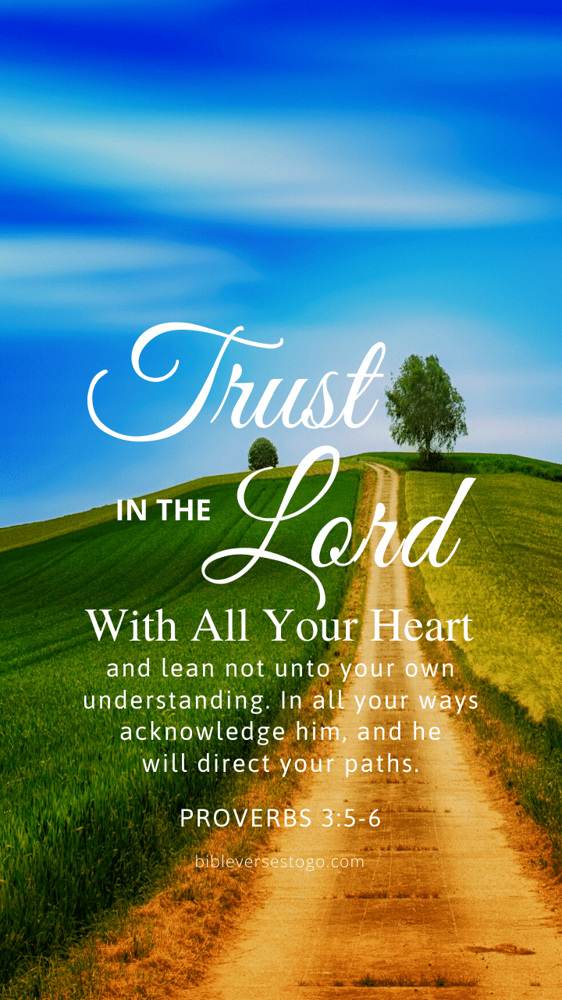 Trust
IN THE Lord
With All Your Heart
and lean not unto your own
understanding. In all your ways
acknowledge him, and he
will direct your paths.
PROVERBS 3:5-6
bibleversestogo.com